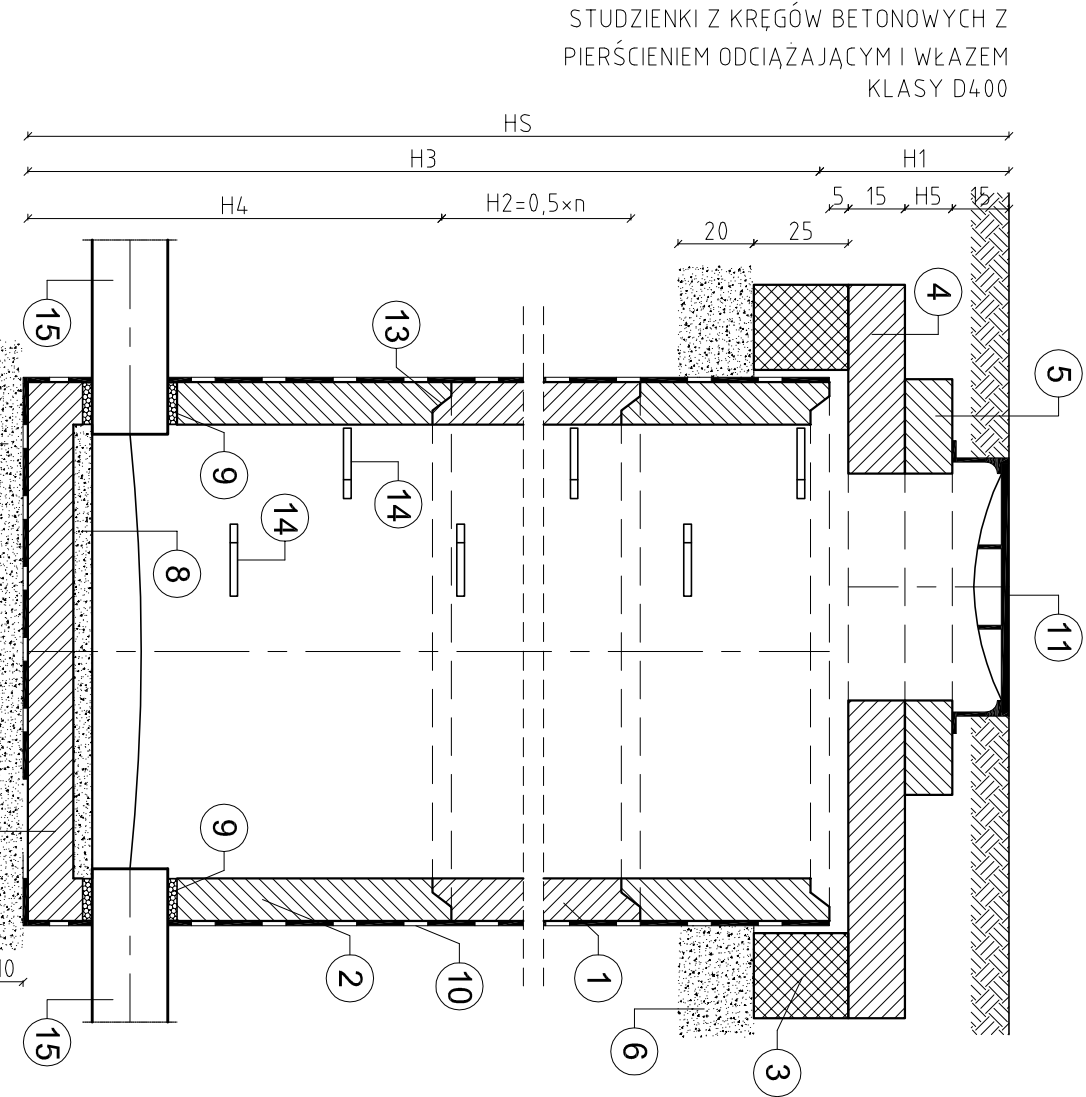 STUDZIENKI Z KRĘGÓW BETONOWYCH Z
PIERŚCIENIEM ODCIĄŻAJĄCYM I WŁAZEM
KLASY D400
HS
H3
H1
H4
H2=0,5×n
5
15
H5
15
20
25
4
15
13
5
9
14
14
8
11
9
2
10
1
10
15
6
3